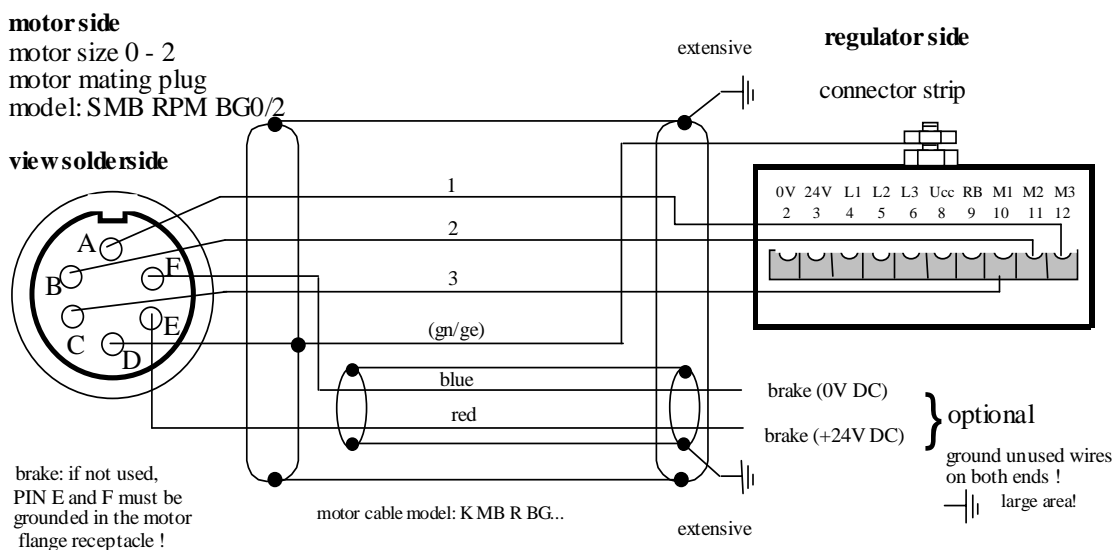 motor side
motor size 0 - 2
motor mating plug
model: SMB RPM BG0/2
view solderside
extensive
regulator side
connector strip
0V 24V L1 L2 L3 Ucc RB M1 M2 M3
2 3 4 5 6 8 9 10 11 12
1
2
3
A
B
F
C
E
D
(gn/ge)
blue
red
brake (0V DC)
brake (+24V DC)
optional
ground unused wires
on both ends !
large area!
brake: if not used,
PIN E and F must be
grounded in the motor
flange receptacle !
motor cable model: KMB R BG...
extensive